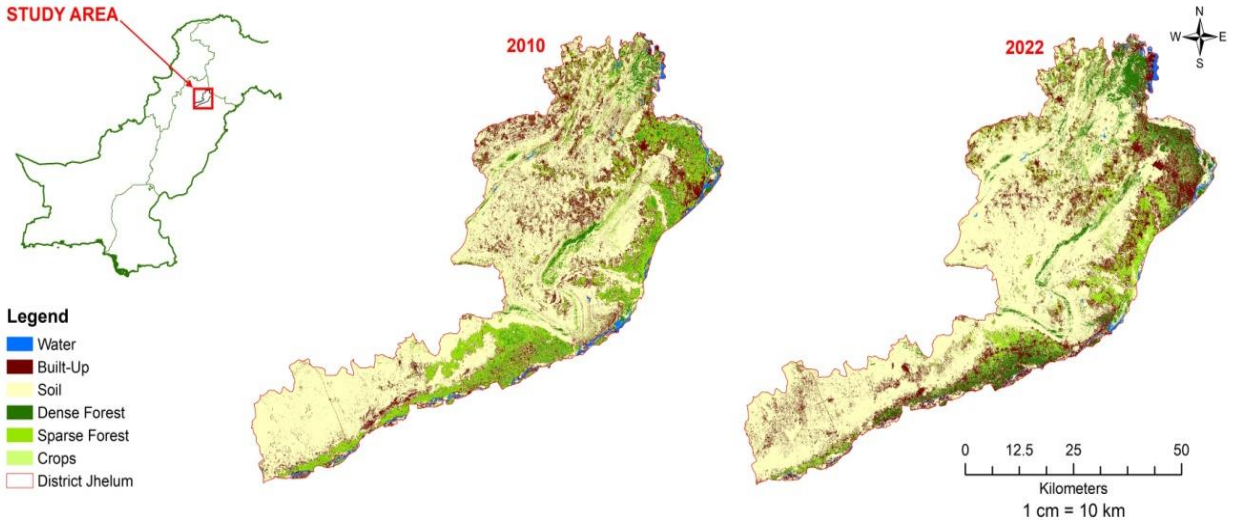 STUDY AREA
2010
2022
N
W E
S
Legend
Water
Built-Up
Soil
Dense Forest
Sparse Forest
Crops
District Jhelum
0 12.5 25 50
Kilometers
1 cm = 10 km